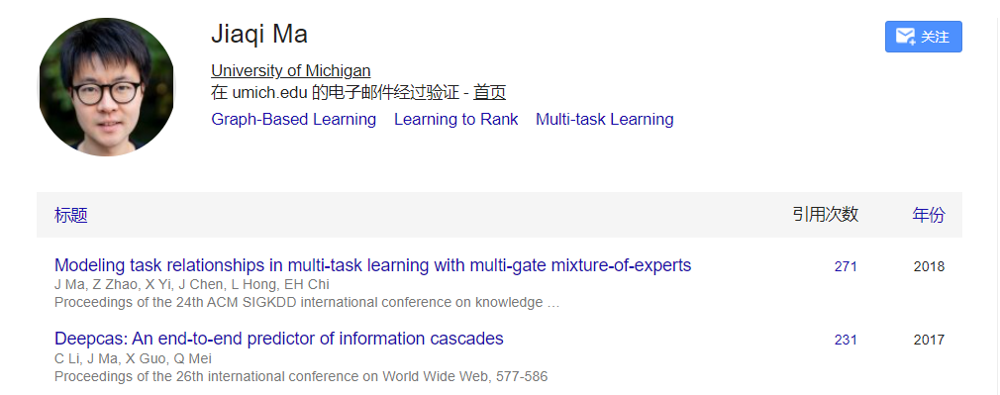 Jiaqi Ma
关注
University of Michigan
在 umich.edu 的电子邮件经过验证 - 首页
Graph-Based Learning Learning to Rank Multi-task Learning
标题 引用次数 年份
Modeling task relationships in multi-task learning with multi-gate mixture-of-experts 271 2018
J Ma, Z Zhao, X Yi, J Chen, L Hong, EH Chi
Proceedings of the 24th ACM SIGKDD international conference on knowledge …
Deepcas: An end-to-end predictor of information cascades 231 2017
C Li, J Ma, X Guo, Q Mei
Proceedings of the 26th international conference on World Wide Web, 577-586